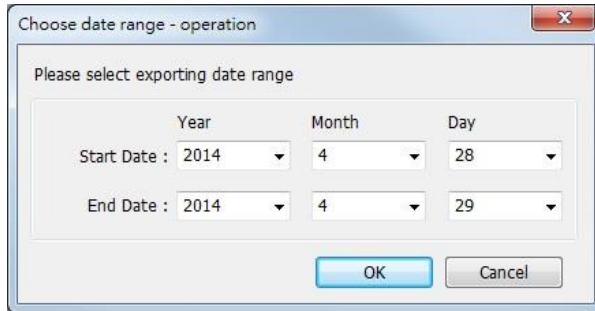 Choose date range - operation
Please select exporting date range
Year Month Day
Start Date : 2014 4 28
End Date : 2014 4 29
OK Cancel